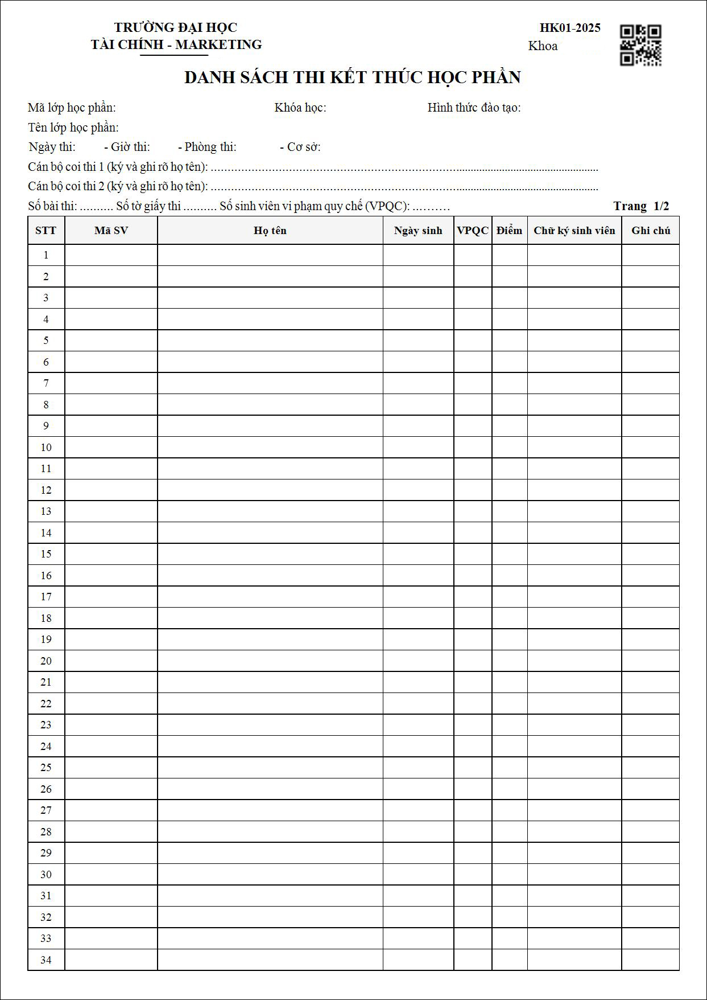 TRƯỜNG ĐẠI HỌC
TÀI CHÍNH - MARKETING
HK01-2025
Khoa
DANH SÁCH THI KẾT THÚC HỌC PHẦN
Mã lớp học phần: Khóa học: Hình thức đào tạo:
Tên lớp học phần:
Ngày thi: - Giờ thi: - Phòng thi: - Cơ sở:
Cán bộ coi thi 1 (ký và ghi rõ họ tên): ........................................................................................................................
Cán bộ coi thi 2 (ký và ghi rõ họ tên): ........................................................................................................................
Số bài thi: .......... Số tờ giấy thi .......... Số sinh viên vi phạm quy chế (VPQC): ........... Trang 1/2
STT Mã SV Họ tên Ngày sinh VPQC Điểm Chữ ký sinh viên Ghi chú
1
2
3
4
5
6
7
8
9
10
11
12
13
14
15
16
17
18
19
20
21
22
23
24
25
26
27
28
29
30
31
32
33
34